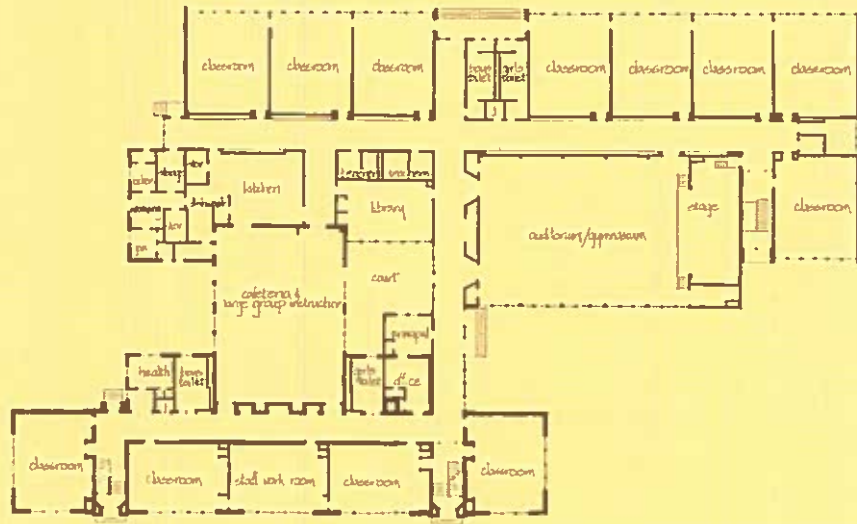 classroom
classroom
classroom
boys
toilet
girls
toilet
classroom
classroom
classroom
classroom
kitchen
library
stage
classroom
auditorium/gymnasium
court
cafeteria &
large group instruction
principal
health
boys
toilet
girls
toilet
office
classroom
classroom
staff work room
classroom
classroom